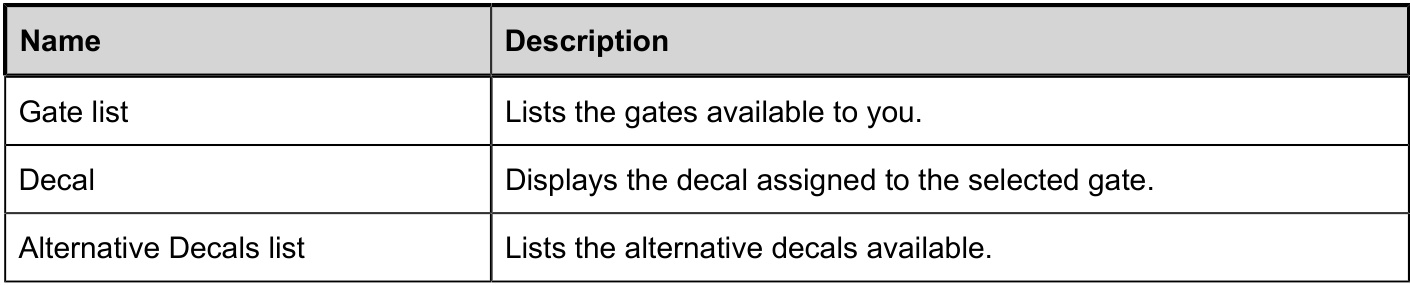 Name Description
Gate list Lists the gates available to you.
Decal Displays the decal assigned to the selected gate.
Alternative Decals list Lists the alternative decals available.